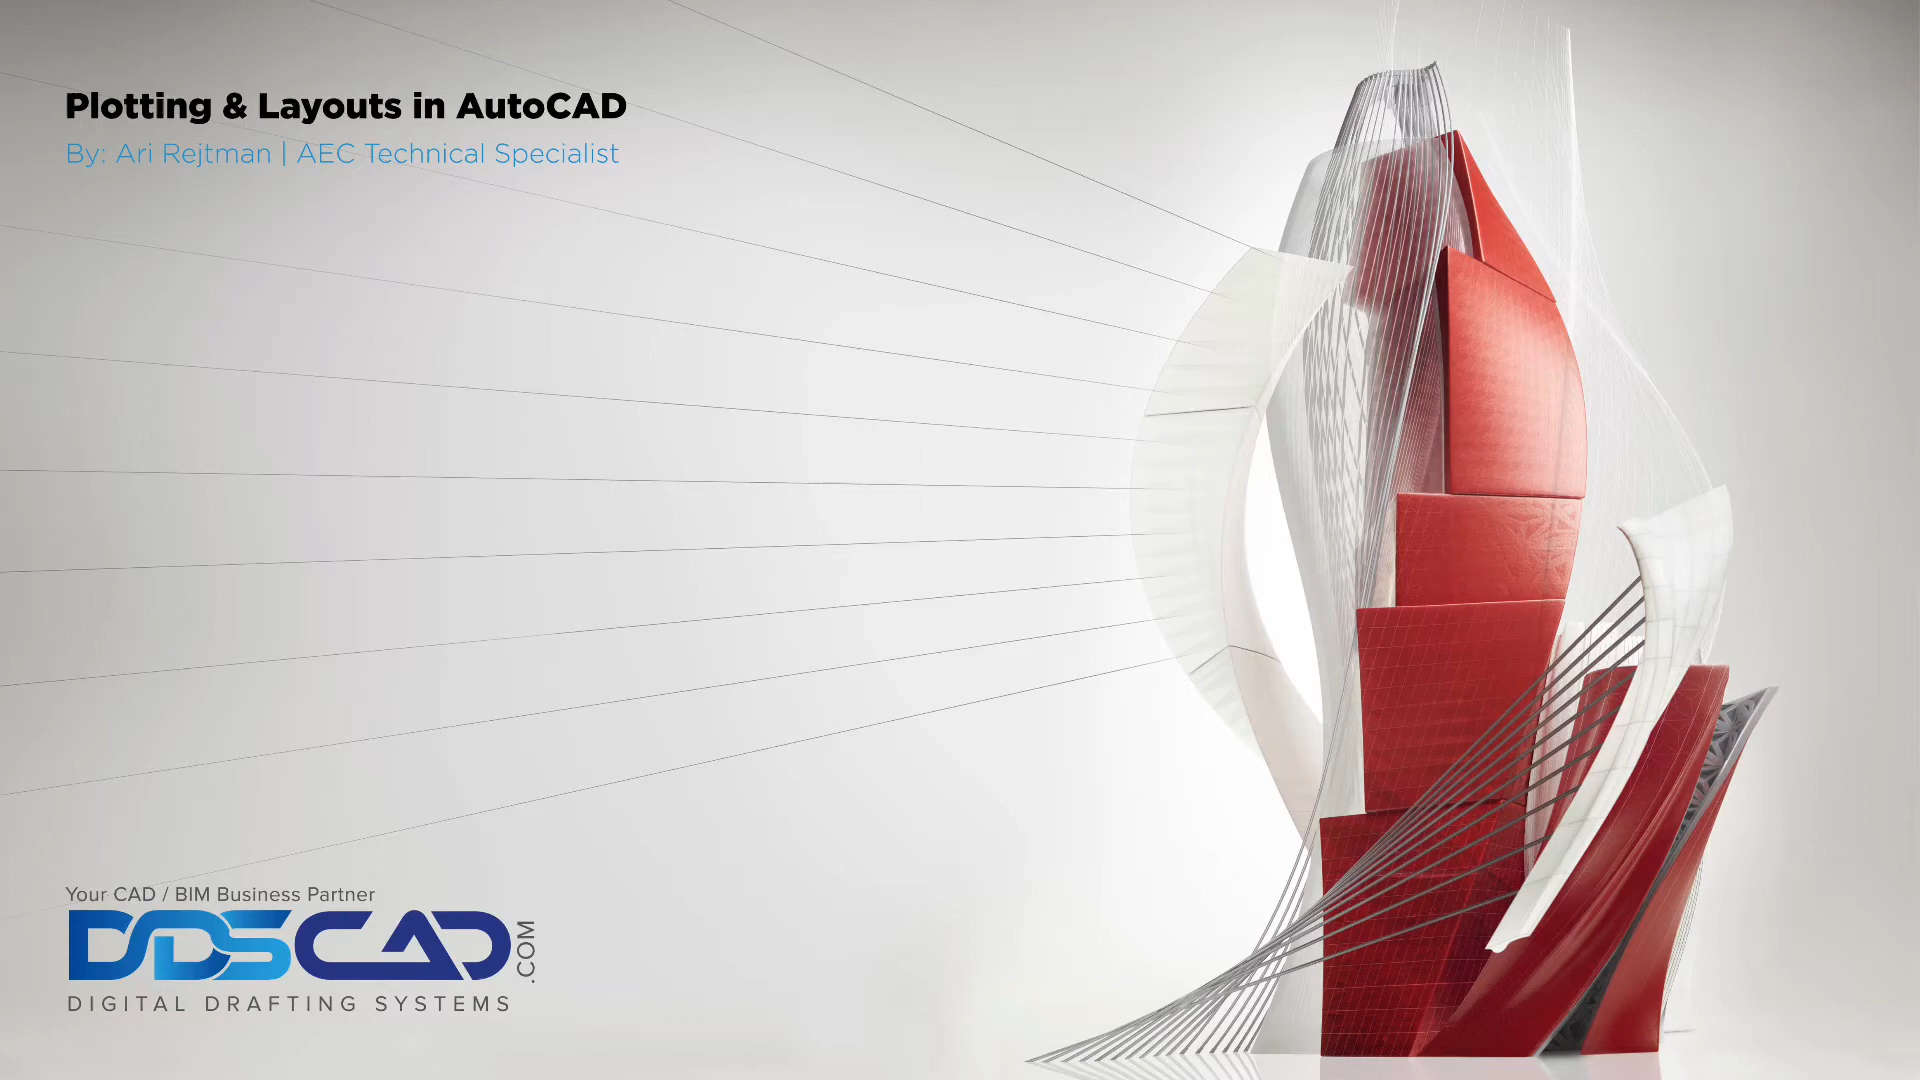 Plotting & Layouts in AutoCAD
By: Ari Rejtman | AEC Technical Specialist
Your CAD / BIM Business Partner
DDSCAD.COM
DIGITAL DRAFTING SYSTEMS